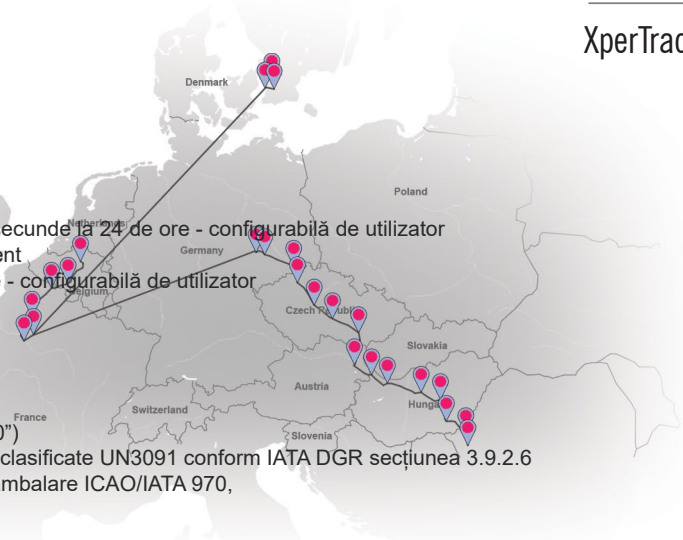 XperTrac
Denmark
Poland
Netherlands
ecunde la 24 de ore - configurabilă de utilizator
Germany
ent
- configurabilă de utilizator
Belgium
Czech Republic
Slovakia
Austria
Hungary
Switzerland
France
0”)
Slovenia
clasificate UN3091 conform IATA DGR secțiunea 3.9.2.6
mbalare ICAO/IATA 970,